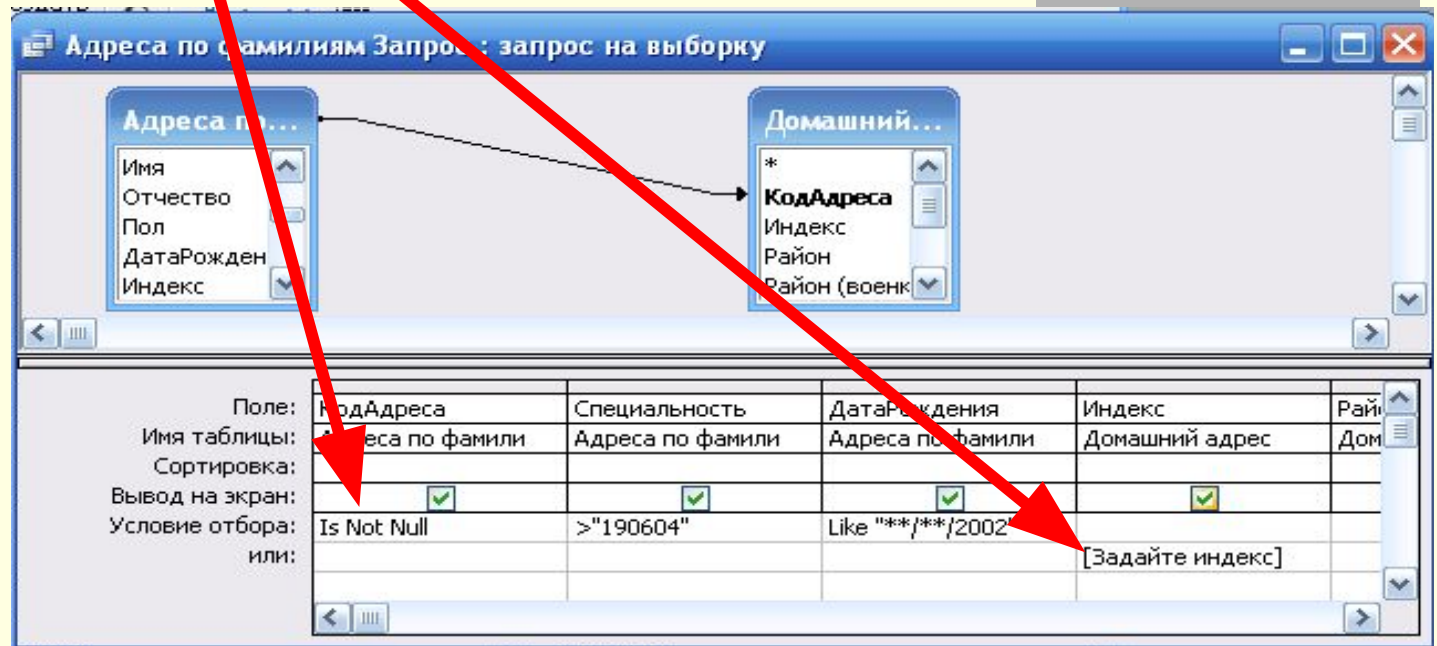 Адреса по фамилиям Запрос : запрос на выборку
Адреса по...
Имя
Отчество
Пол
ДатаРожден
Индекс
Домашний...
*
КодАдреса
Индекс
Район
Район (военк
Поле: КодАдреса Специальность ДатаРождения Индекс Рай
Имя таблицы: Адреса по фамили Адреса по фамили Адреса по фамили Домашний адрес Дом
Сортировка:
Вывод на экран:
Условие отбора: Is Not Null >"190604" Like "**/**/2002"
или: [Задайте индекс]